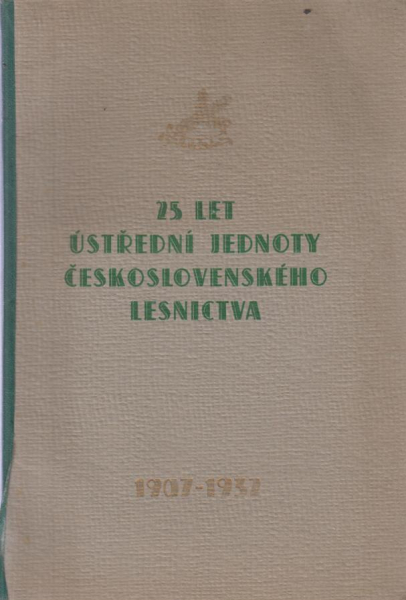 25 LET
ÚSTŘEDNÍ JEDNOTY
ČESKOSLOVENSKÉHO
LESNICTVA
1907-1932